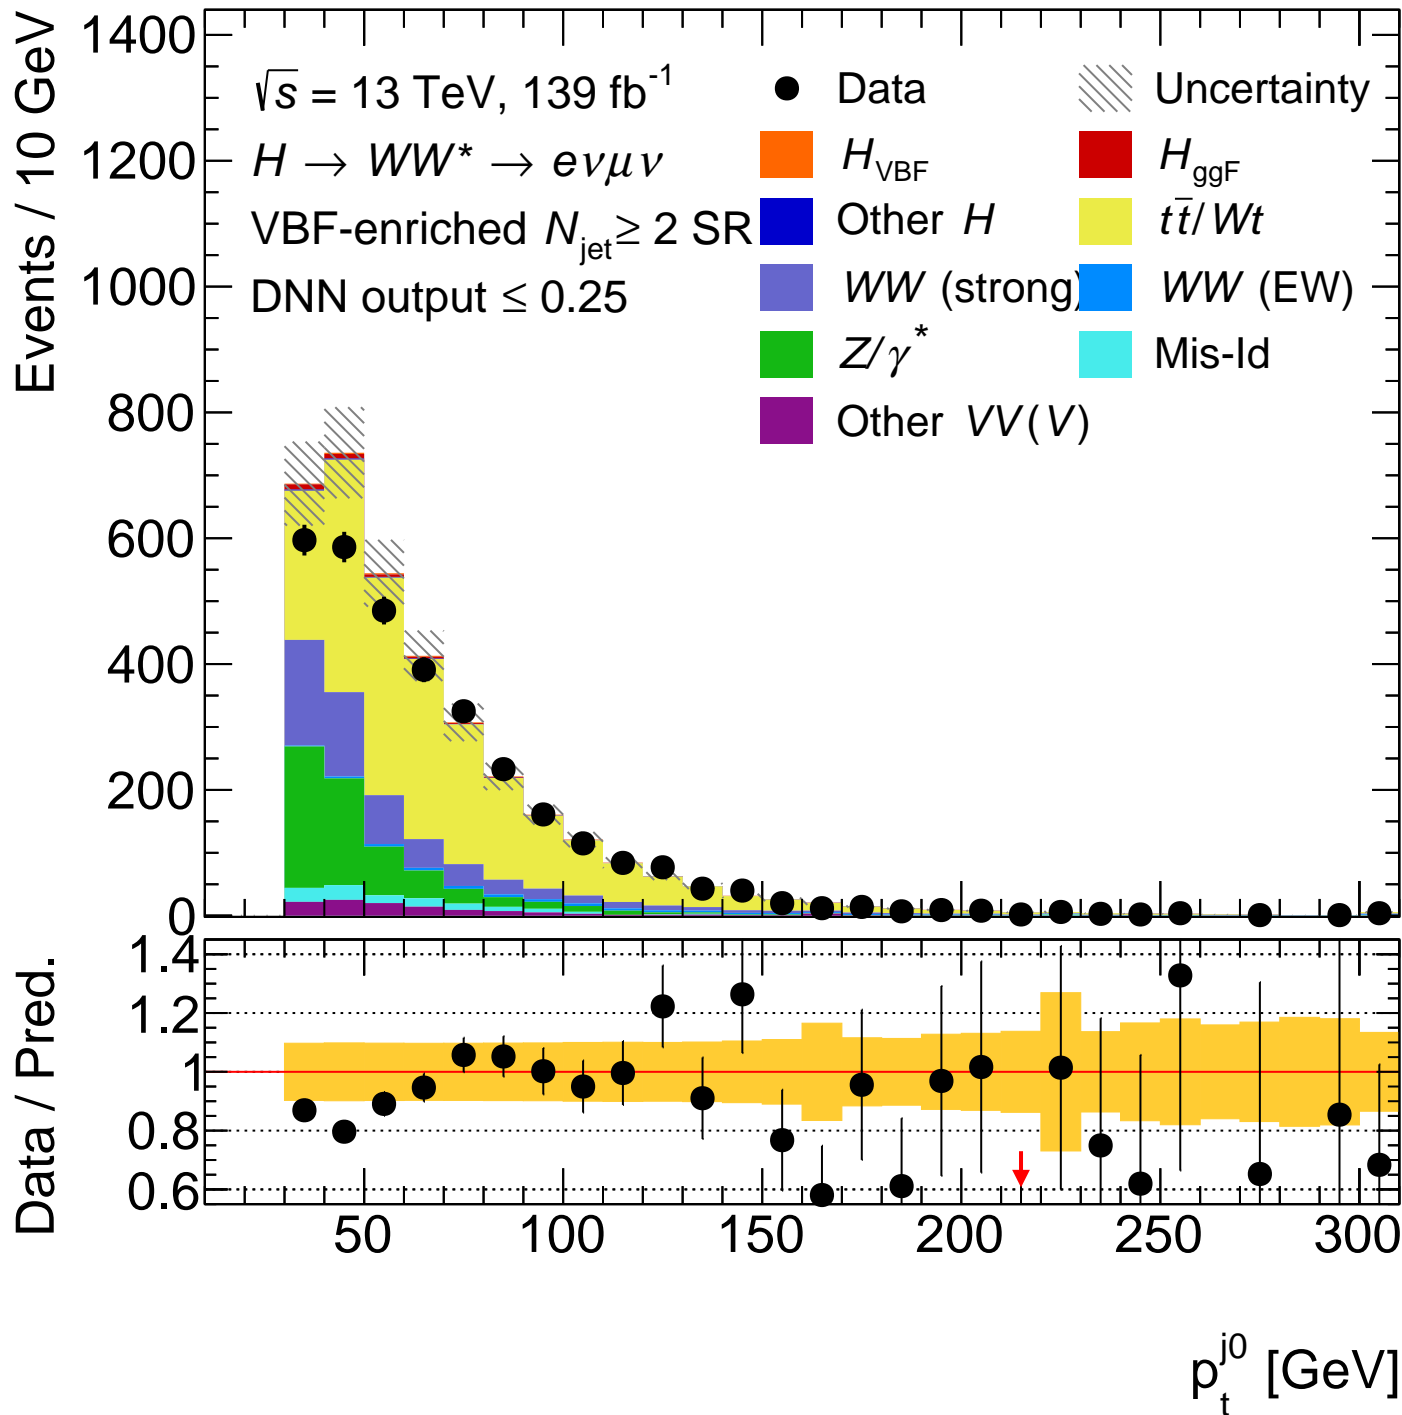 Events / 10 GeV
1400
1200
1000
800
600
400
200
0
√s = 13 TeV, 139 fb⁻¹
H → WW* → eνμν
VBF-enriched N_jet ≥ 2 SR
DNN output ≤ 0.25
Data
Uncertainty
H_VBF
H_ggF
Other H
tt̄/Wt
WW (strong)
WW (EW)
Z/γ*
Mis-Id
Other VV(V)
Data / Pred.
1.4
1.2
1
0.8
0.6
50 100 150 200 250 300
p_t^j0 [GeV]